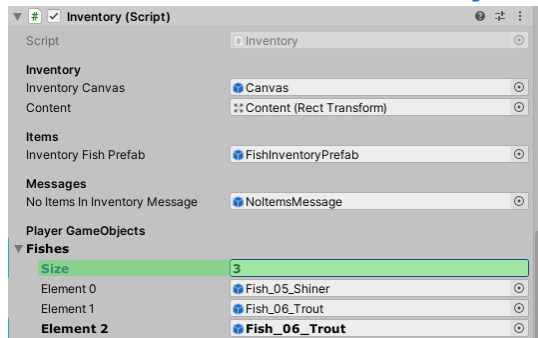 Inventory (Script)
Script Inventory
Inventory
Inventory Canvas Canvas
Content Content (Rect Transform)
Items
Inventory Fish Prefab FishInventoryPrefab
Messages
No Items In Inventory Message NoItemsMessage
Player GameObjects
Fishes
Size 3
Element 0 Fish_05_Shiner
Element 1 Fish_06_Trout
Element 2 Fish_06_Trout